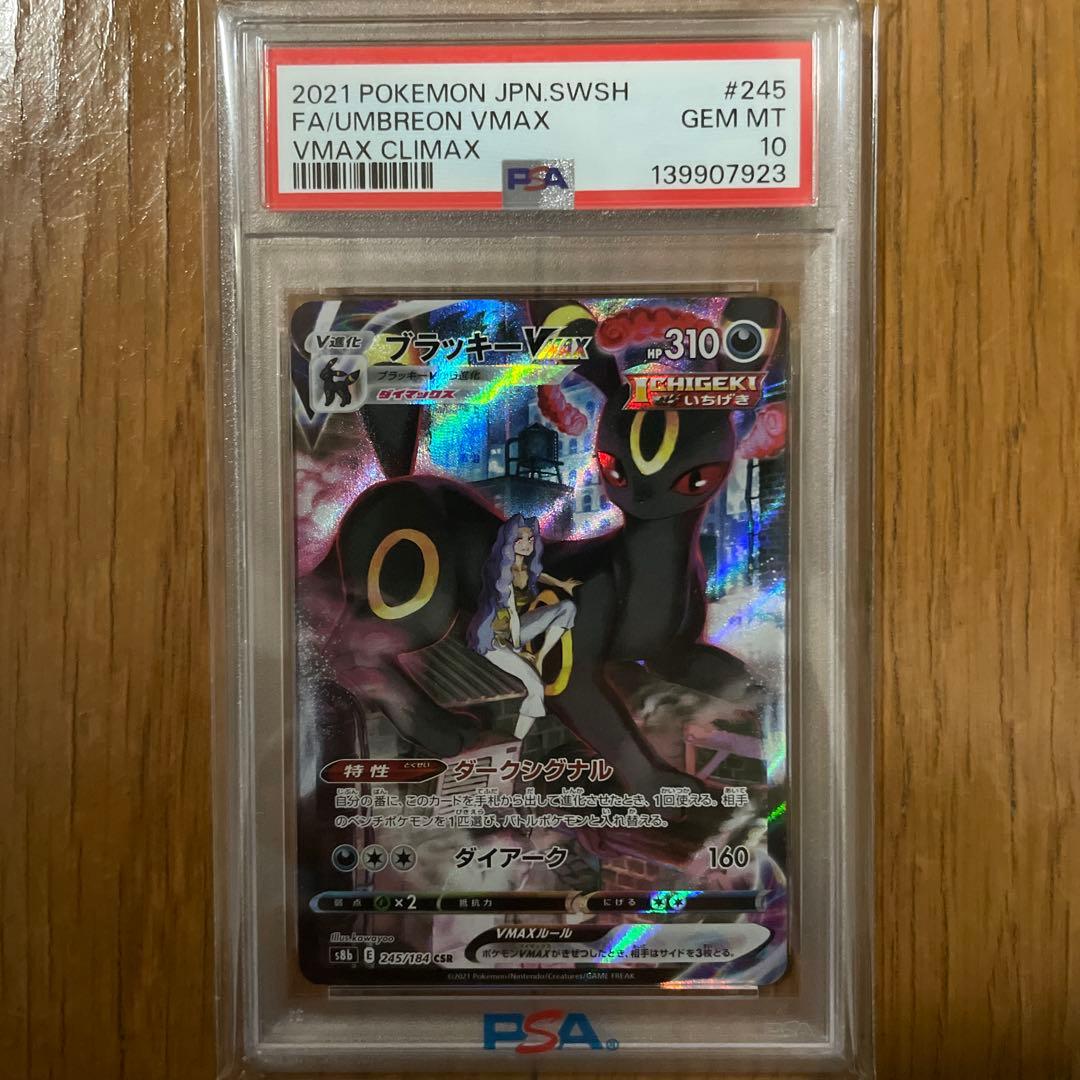 2021 POKEMON JPN.SWSH #245
FA/UMBREON VMAX GEM MT
VMAX CLIMAX 10
PSA 139907923
V進化 ブラッキーVMAX HP310
ブラッキーVから進化
ダイマックス
ICHIGEKI
いちげき
特性 とくせい ダークシグナル
自分の番に、このカードを手札から出して進化させたとき、1回使える。相手
のベンチポケモンを1匹選び、バトルポケモンと入れ替える。
ダイアーク 160
弱点 ×2 抵抗力 にげる
Illus.kawayoo
VMAXルール
ポケモンVMAXがきぜつしたとき、相手はサイドを3枚とる。
s8b E 245/184 CSR
©2021 Pokémon/Nintendo/Creatures/GAME FREAK
PSA